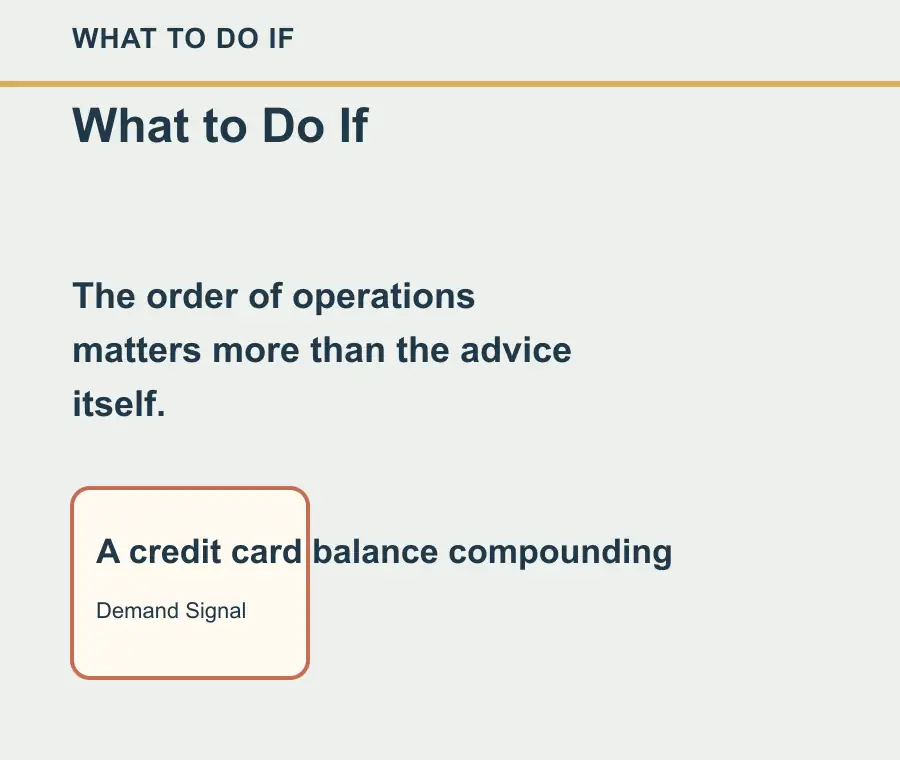 WHAT TO DO IF
What to Do If
The order of operations
matters more than the advice
itself.
A credit card balance compounding
Demand Signal